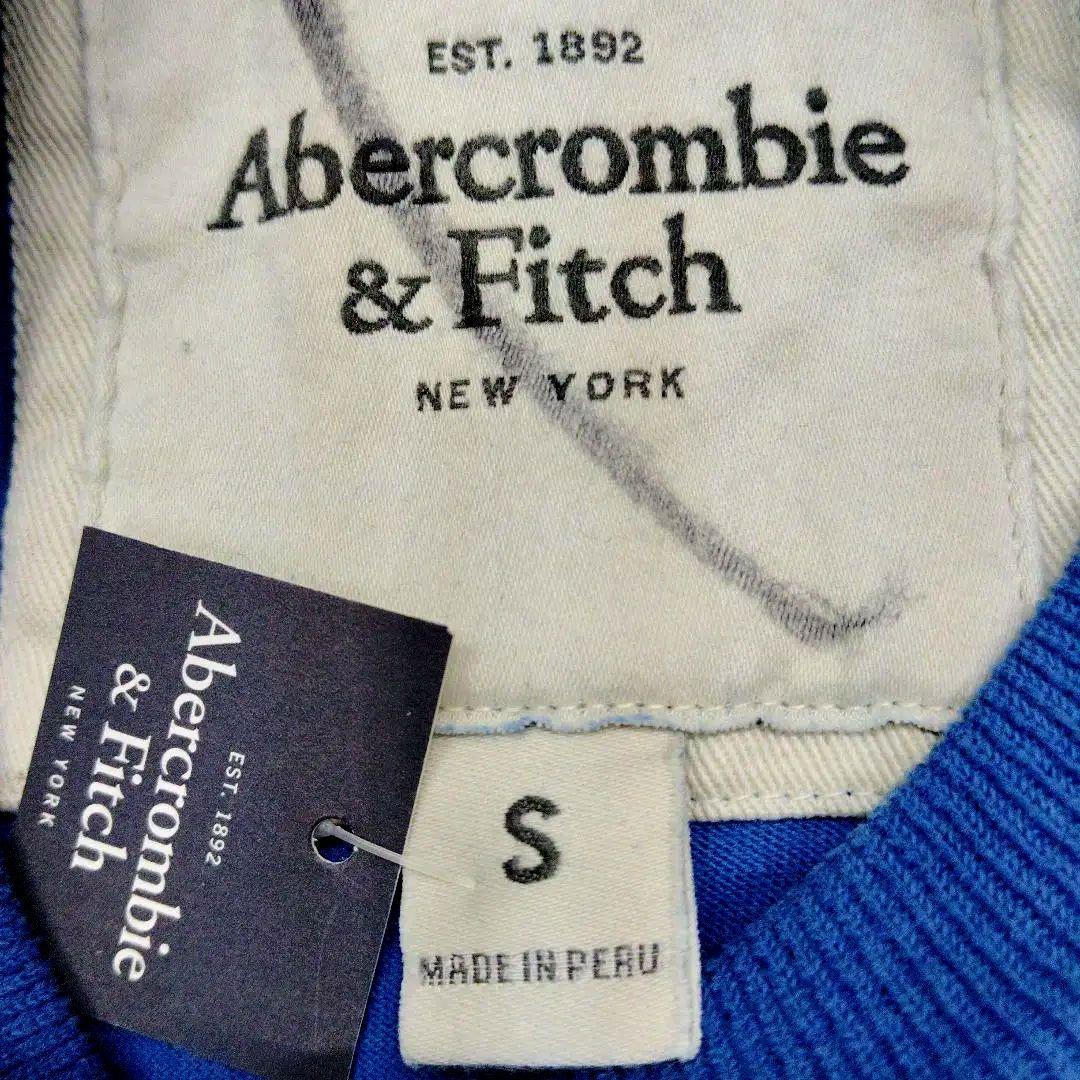 EST. 1892
Abercrombie
& Fitch
NEW YORK
EST. 1892
Abercrombie
& Fitch
NEW YORK
S
MADE IN PERU